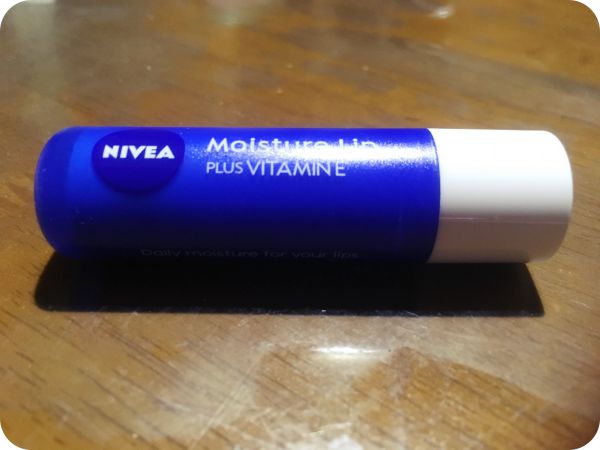 NIVEA
Moisture Lip
PLUS VITAMIN E
Daily moisture for your lips